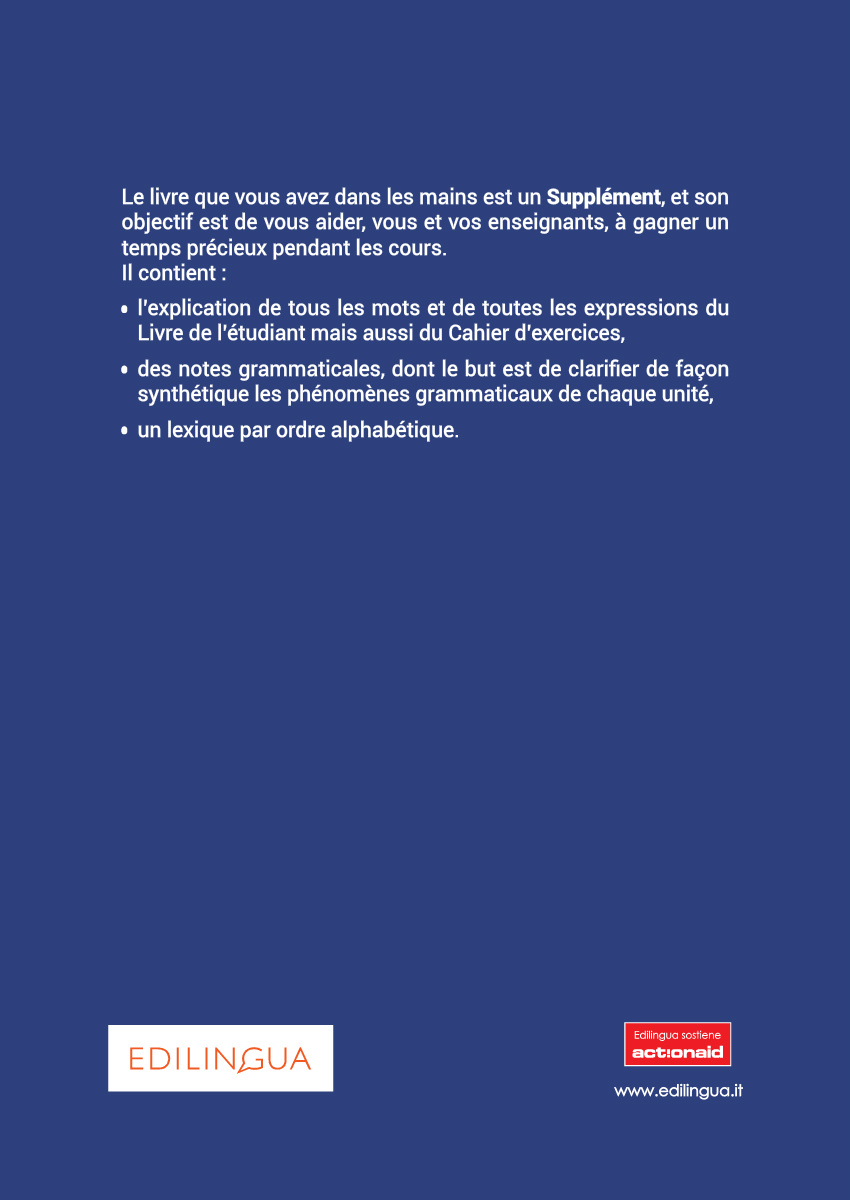 Le livre que vous avez dans les mains est un Supplément, et son
objectif est de vous aider, vous et vos enseignants, à gagner un
temps précieux pendant les cours.
Il contient :
• l'explication de tous les mots et de toutes les expressions du
Livre de l'étudiant mais aussi du Cahier d'exercices,
• des notes grammaticales, dont le but est de clarifier de façon
synthétique les phénomènes grammaticaux de chaque unité,
• un lexique par ordre alphabétique.
EDILINGUA
Edilingua sostiene
act:onaid
www.edilingua.it